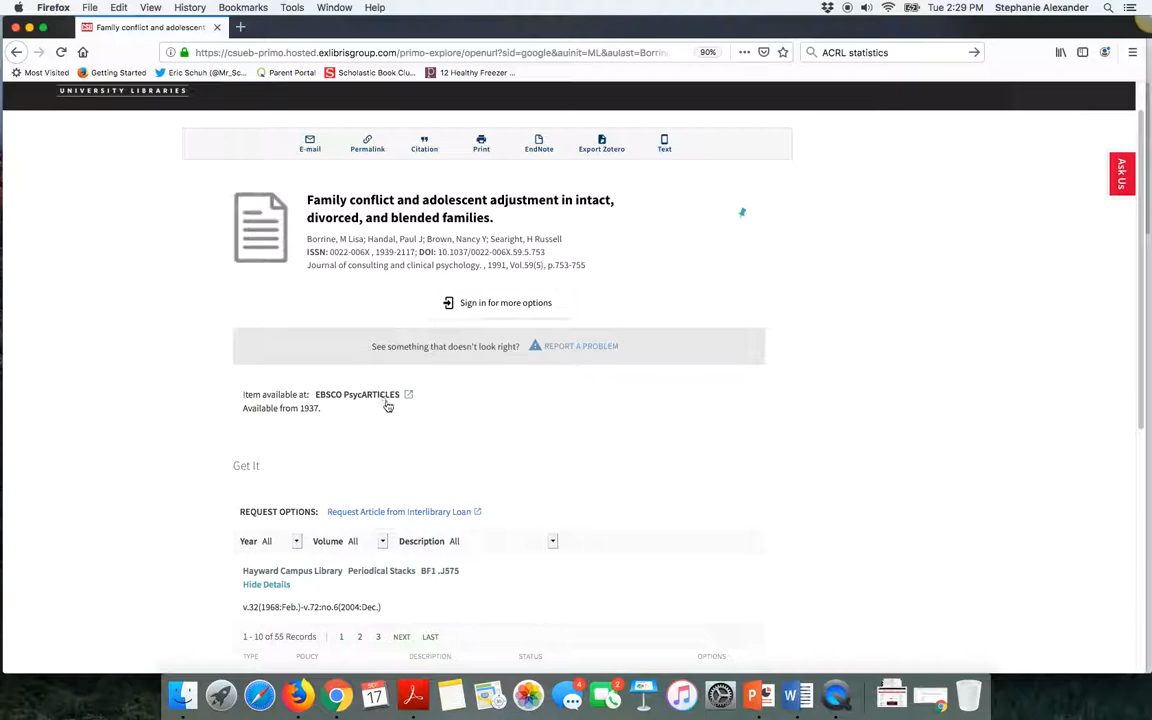 Firefox File Edit View History Bookmarks Tools Window Help Tue 2:29 PM Stephanie Alexander
Family conflict and adolescent
https://csueb-primo.hosted.exlibrisgroup.com/primo-explore/openurl?sid=google&auinit=ML&aulast=Borrir 90% ACRL statistics
Most Visited Getting Started Eric Schuh (@Mr_Sc... Parent Portal Scholastic Book Clu... 12 Healthy Freezer ...
UNIVERSITY LIBRARIES
E-mail Permalink Citation Print EndNote Export Zotero Text
Ask Us
Family conflict and adolescent adjustment in intact,
divorced, and blended families.
Borrine, M Lisa; Handal, Paul J; Brown, Nancy Y; Searight, H Russell
ISSN: 0022-006X , 1939-2117; DOI: 10.1037/0022-006X.59.5.753
Journal of consulting and clinical psychology. , 1991, Vol.59(5), p.753-755
Sign in for more options
See something that doesn't look right? REPORT A PROBLEM
Item available at: EBSCO PsycARTICLES
Available from 1937.
Get It
REQUEST OPTIONS: Request Article from Interlibrary Loan
Year All Volume All Description All
Hayward Campus Library Periodical Stacks BF1 .J575
Hide Details
v.32(1968:Feb.)-v.72:no.6(2004:Dec.)
1 - 10 of 55 Records 1 2 3 NEXT LAST
TYPE POLICY DESCRIPTION STATUS OPTIONS
4 2 SEP 17